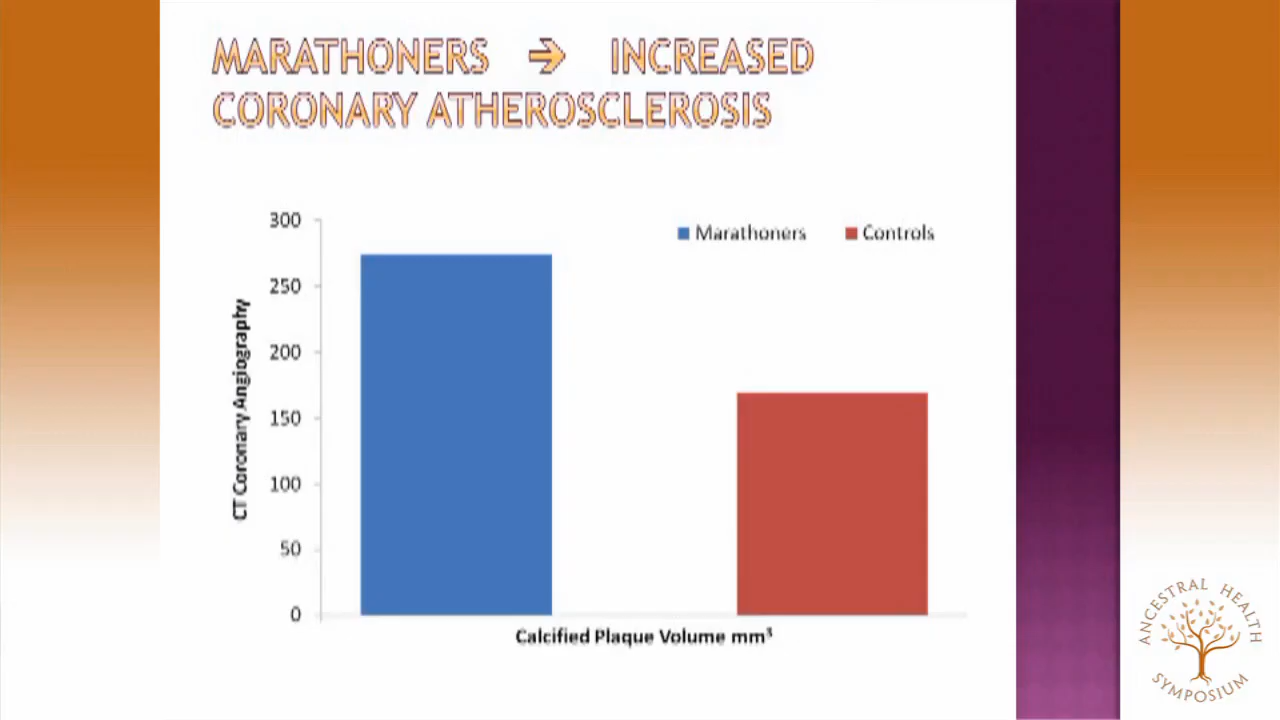 MARATHONERS ➔ INCREASED
CORONARY ATHEROSCLEROSIS
Marathoners Controls
300
250
200
150
100
50
0
CT Coronary Angiography
Calcified Plaque Volume mm³
ANCESTRAL HEALTH
SYMPOSIUM